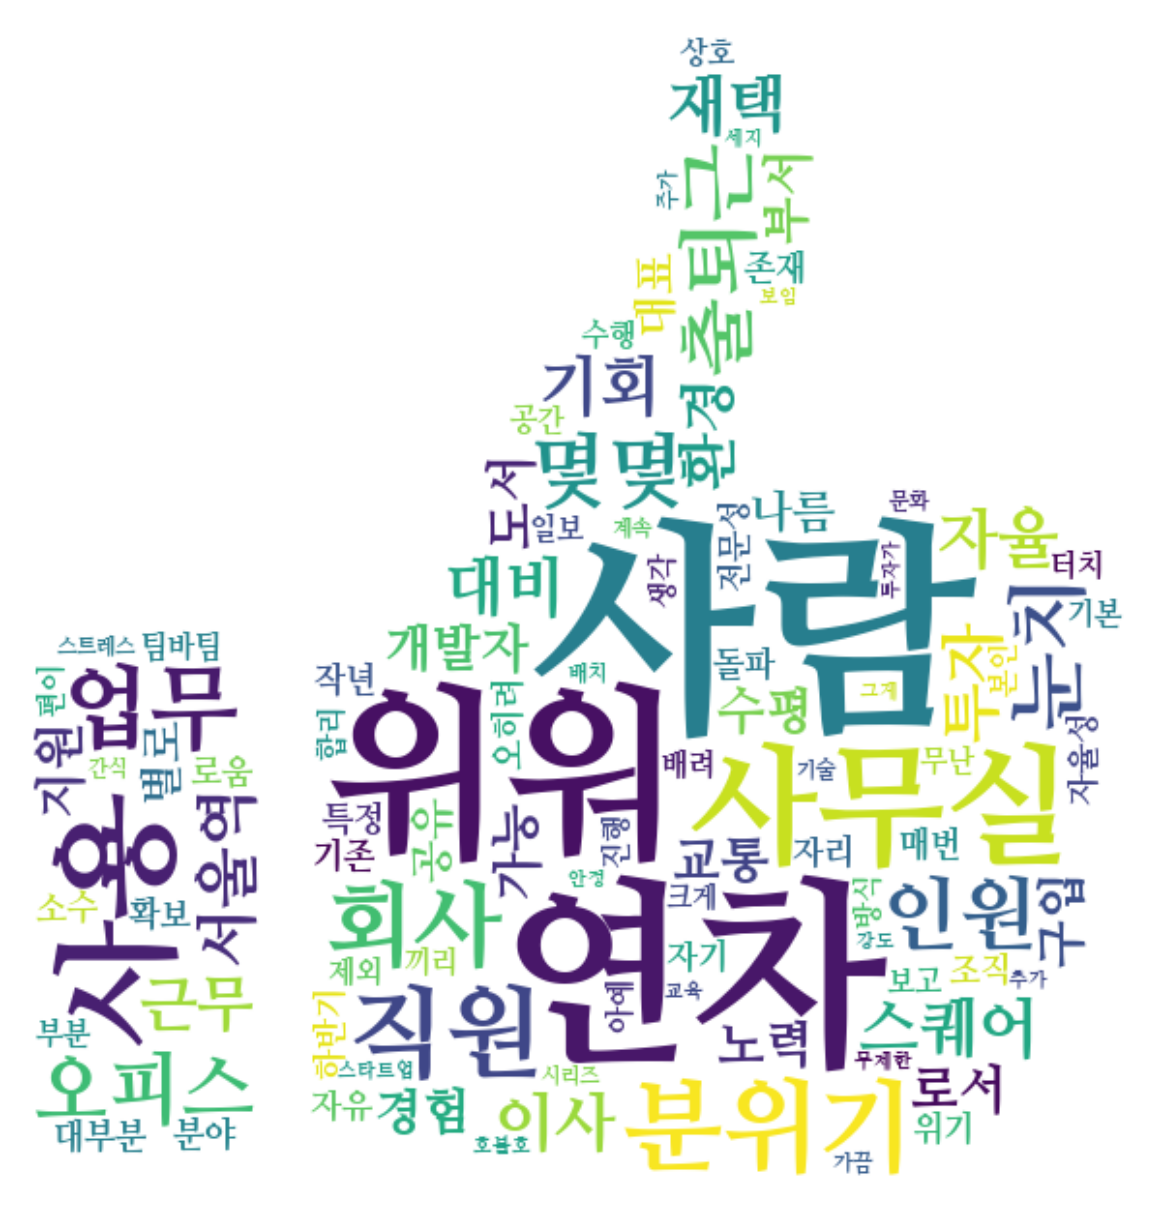 상호
재택
세지
추가
출퇴근
부서
대표
존재
보임
수행
기회
환경
공간
몇몇
도서
일보
계속
사람
생각
전문성
나름
문화
투자가
자율
터치
눈치
기본
대비
개발자
돌파
수평
그게
투자
본인
자율성
작년
합리
위워
오히려
배치
배려
사무실
기술
무난
특정
기존
공유
가능
진행
교통
자리
매번
안경
크게
방식
인원
구입
강도
회사
제외
끼리
연차
자기
교육
아예
보고
조직
추가
하반기
직원
스타트업
노력
무제한
스퀘어
시리즈
자유
경험
호불호
이사
분위기
가끔
로서
위기
스트레스
팀바팀
편이
업무
지원
간식
별로
로움
사용
서울역
소수
확보
근무
부분
오피스
대부분
분야